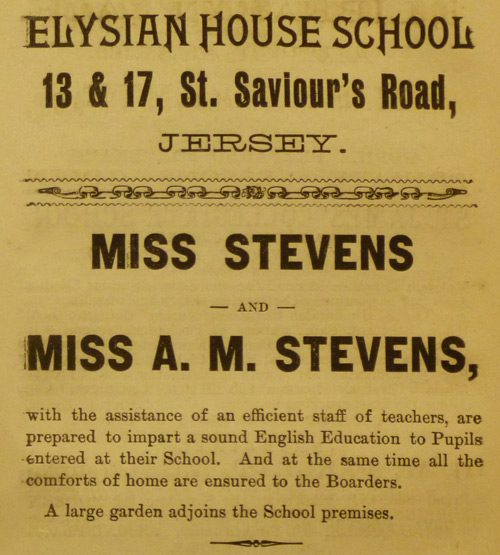 ELYSIAN HOUSE SCHOOL
13 & 17, St. Saviour's Road,
JERSEY.
MISS STEVENS
— AND —
MISS A. M. STEVENS,
with the assistance of an efficient staff of teachers, are
prepared to impart a sound English Education to Pupils
entered at their School. And at the same time all the
comforts of home are ensured to the Boarders.
A large garden adjoins the School premises.